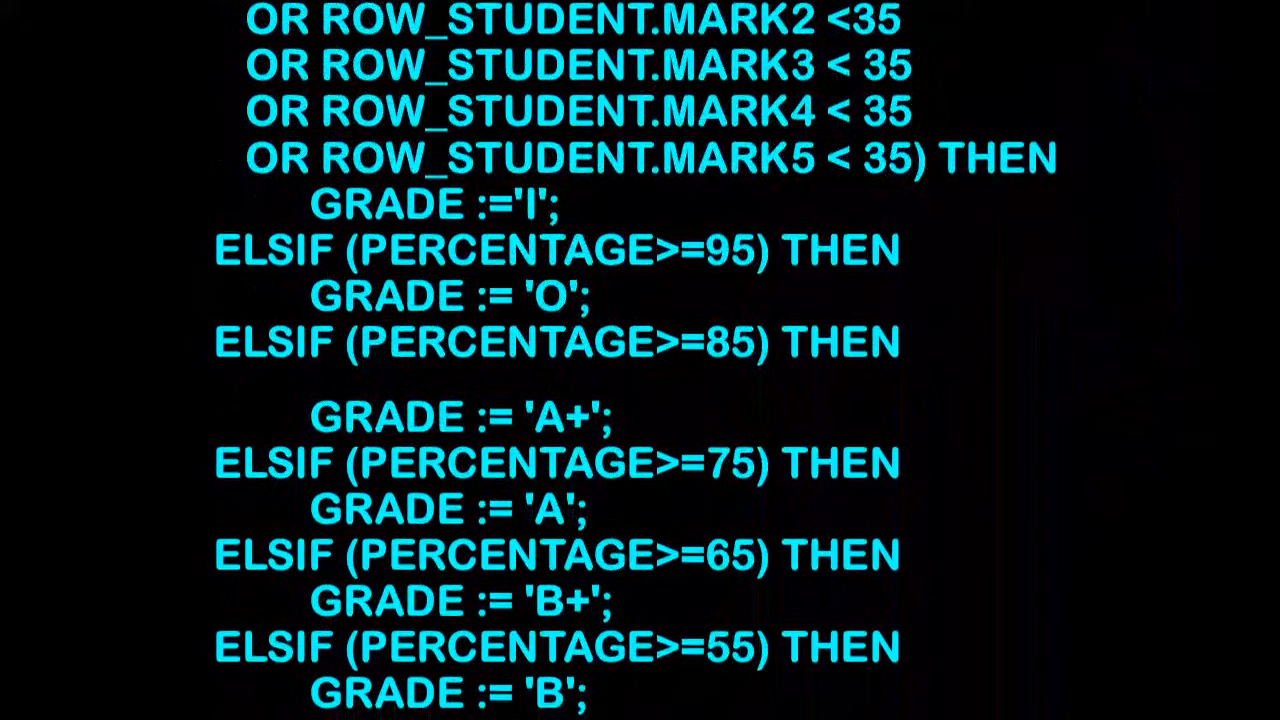 OR ROW_STUDENT.MARK2 <35
OR ROW_STUDENT.MARK3 < 35
OR ROW_STUDENT.MARK4 < 35
OR ROW_STUDENT.MARK5 < 35) THEN
GRADE :='I';
ELSIF (PERCENTAGE>=95) THEN
GRADE := 'O';
ELSIF (PERCENTAGE>=85) THEN
GRADE := 'A+';
ELSIF (PERCENTAGE>=75) THEN
GRADE := 'A';
ELSIF (PERCENTAGE>=65) THEN
GRADE := 'B+';
ELSIF (PERCENTAGE>=55) THEN
GRADE := 'B';